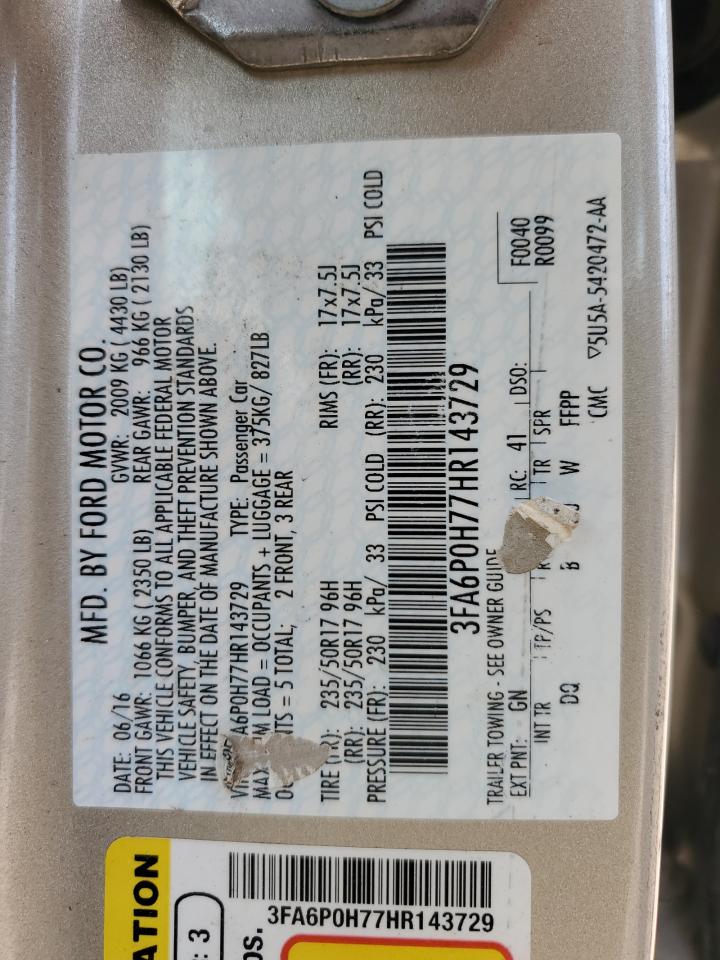 MFD. BY FORD MOTOR CO.
DATE: 06/16 GVWR: 2009 KG ( 4430 LB)
FRONT GAWR: 1066 KG ( 2350 LB) REAR GAWR: 966 KG ( 2130 LB)
THIS VEHICLE CONFORMS TO ALL APPLICABLE FEDERAL MOTOR
VEHICLE SAFETY, BUMPER, AND THEFT PREVENTION STANDARDS
IN EFFECT ON THE DATE OF MANUFACTURE SHOWN ABOVE.
A6P0H77HR143729 TYPE: Passenger Car
LOAD = OCCUPANTS + LUGGAGE = 375KG/ 827LB
= 5 TOTAL; 2 FRONT, 3 REAR
TIRE 235/50R17 96H RIMS (FR): 17x7.5J
(RR): 235/50R17 96H (RR): 17x7.5J
PRESSURE (FR): 230 kPa/ 33 PSI COLD (RR): 230 kPa/ 33 PSI COLD
3FA6P0H77HR143729
TRAILER TOWING - SEE OWNER GUIDE
EXT PNT: GN RC: 41 DSO: F0040
R0099
INT TR TP/PS TR SPR
DQ B W FFPP
CMC ▽5U5A-5420472-AA
ATION
: 3
3FA6P0H77HR143729
OS.